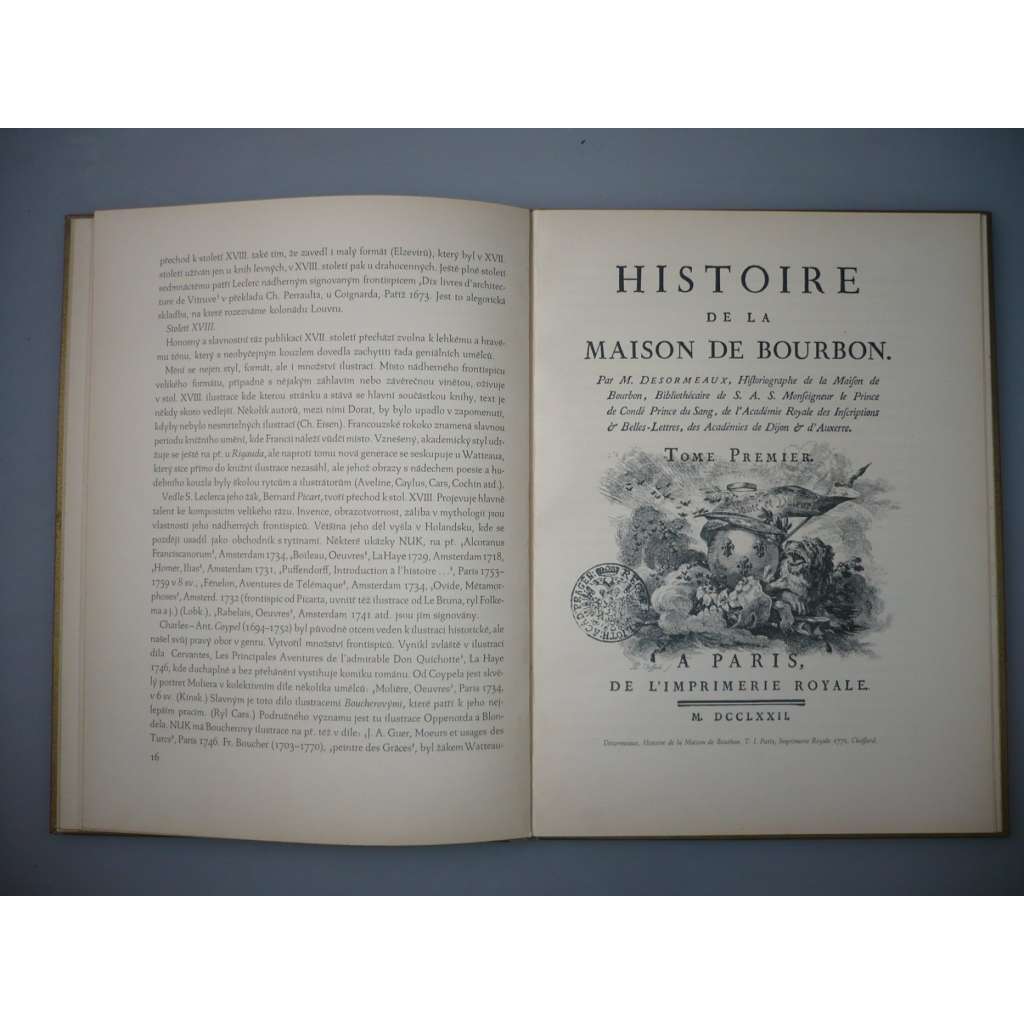 přechod k století XVIII. také tím, že zavedl i malý formát (Elzevirů), který byl v XVII.
století užíván jen u knih levných, v XVIII. století pak u drahocenných. Ještě plně století
sedmnáctému patří Leclerc nádherným signovaným frontispicem ‚Dix livres d'architec-
ture de Vitruve‘ v překladu Ch. Perraulta, u Coignarda, Paříž 1673. Jest to alegorická
skladba, na které rozeznáme kolonádu Louvru.
Století XVIII.
Honosný a slavnostní ráz publikací XVII. století přechází zvolna k lehkému a hravé-
mu tónu, který s neobyčejným kouzlem dovedla zachytiti řada geniálních umělců.
Mění se nejen styl, formát, ale i množství ilustrací. Místo nádherného frontispicu
velikého formátu, případně s nějakým záhlavím nebo závěrečnou vinětou, oživuje
v stol. XVIII. ilustrace kde kterou stránku a stává se hlavní součástkou knihy, text je
někdy skoro vedlejší. Několik autorů, mezi nimi Dorat, by bylo upadlo v zapomenutí,
kdyby nebylo nesmrtelných ilustrací (Ch. Eisen). Francouzské rokoko znamená slavnou
periodu knižního umění, kde Francii náleží vůdčí místo. Vznešený, akademický styl udr-
žuje se ještě na př. u Rigauda, ale naproti tomu nová generace se seskupuje u Watteaua,
který sice přímo do knižní ilustrace nezasáhl, ale jehož obrazy s nádechem poesie a hu-
debního kouzla byly školou rytcům a ilustrátorům (Aveline, Caylus, Cars, Cochin atd.).
Vedle S. Leclerca jeho žák, Bernard Picart, tvoří přechod k stol. XVIII. Projevuje hlavně
talent ke komposicím velikého rázu. Invence, obrazotvornost, záliba v mythologii jsou
vlastnosti jeho nádherných frontispiců. Většina jeho děl vyšla v Holandsku, kde se
později usadil jako obchodník s rytinami. Některé ukázky NUK, na př. ‚Alcoranus
Franciscanorum‘, Amsterdam 1734, ‚Boileau, Oeuvres‘, La Haye 1729, Amsterdam 1718,
‚Homer, Ilias‘, Amsterdam 1731, ‚Puffendorff, Introduction à l'histoire ...‘, Paris 1753–
1759 v 8 sv., ‚Fénelon, Aventures de Télémaque‘, Amsterdam 1734, ‚Ovide, Métamor-
phoses‘, Amsterd. 1732 (frontispic od Picarta, uvnitř též ilustrace od Le Bruna, ryl Folke-
ma a j.) (Lobk.), ‚Rabelais, Oeuvres‘, Amsterdam 1741 atd. jsou jím signovány.
Charles–Ant. Coypel (1694–1752) byl původně otcem veden k ilustraci historické, ale
našel svůj pravý obor v genru. Vytvořil množství frontispiců. Vynikl zvláště v ilustraci
díla Cervantes, Les Principales Aventures de l'admirable Don Quichotte‘, La Haye
1746, kde duchaplně a bez přehánění vystihuje komiku románu. Od Coypela jest skvě-
lý portret Moliera v kolektivním díle několika umělců. ‚Molière, Oeuvres‘, Paris 1734,
v 6 sv. (Kinsk.) Slavným je toto dílo ilustracemi Boucherovými, které patří k jeho nej-
lepším pracím. (Ryl Cars.) Podružného významu jest tu ilustrace Oppenorda a Blon-
dela. NUK má Boucherovy ilustrace na př. též v díle: ‚J. A. Guer, Moeurs et usages des
Turcs‘, Paris 1746. Fr. Boucher (1703–1770), ‚peintre des Grâces‘, byl žákem Watteau-
16
HISTOIRE
DE LA
MAISON DE BOURBON.
Par M. DESORMEAUX, Historiographe de la Maison de
Bourbon, Bibliothécaire de S. A. S. Monseigneur le Prince
de Condé Prince du Sang, de l'Académie Royale des Inscriptions
& Belles-Lettres, des Académies de Dijon & d'Auxerre.
TOME PREMIER.
A PARIS,
DE L'IMPRIMERIE ROYALE.
M. DCCLXXII.
Desormeaux, Histoire de la Maison de Bourbon. T. I. Paris, Imprimerie Royale 1772, Choffard.